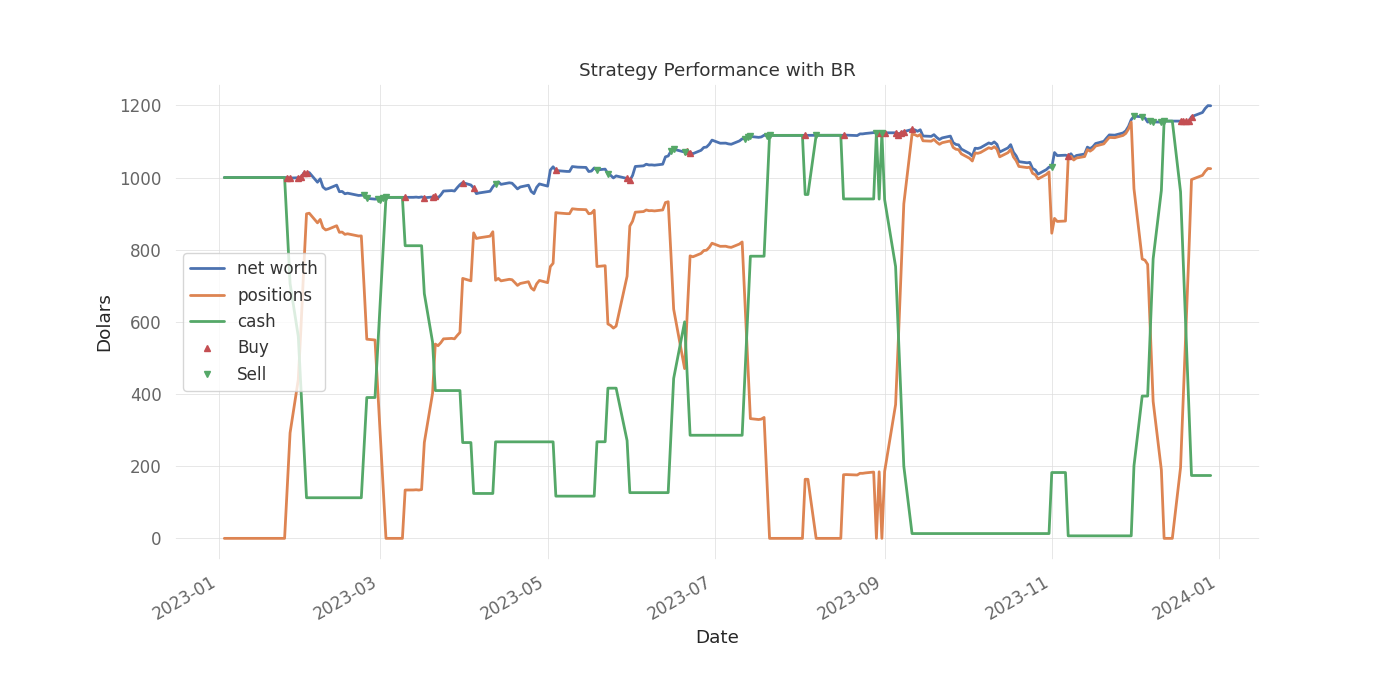 Strategy Performance with BR
1200
1000
800
600
400
200
0
Dolars
net worth
positions
cash
Buy
Sell
2023-01
2023-03
2023-05
2023-07
2023-09
2023-11
2024-01
Date